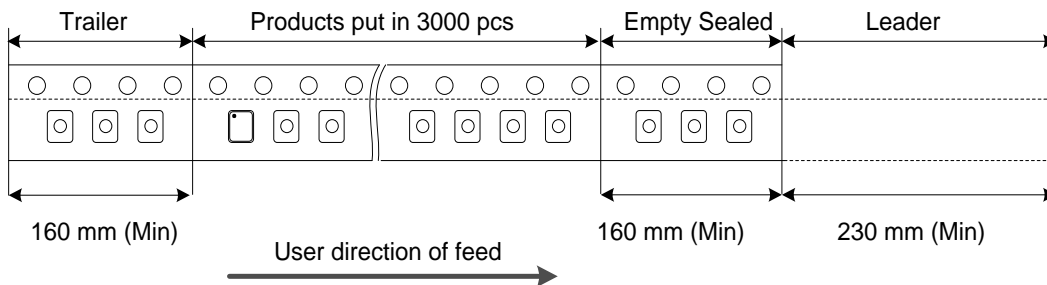 Trailer Products put in 3000 pcs Empty Sealed Leader
160 mm (Min) 160 mm (Min) 230 mm (Min)
User direction of feed